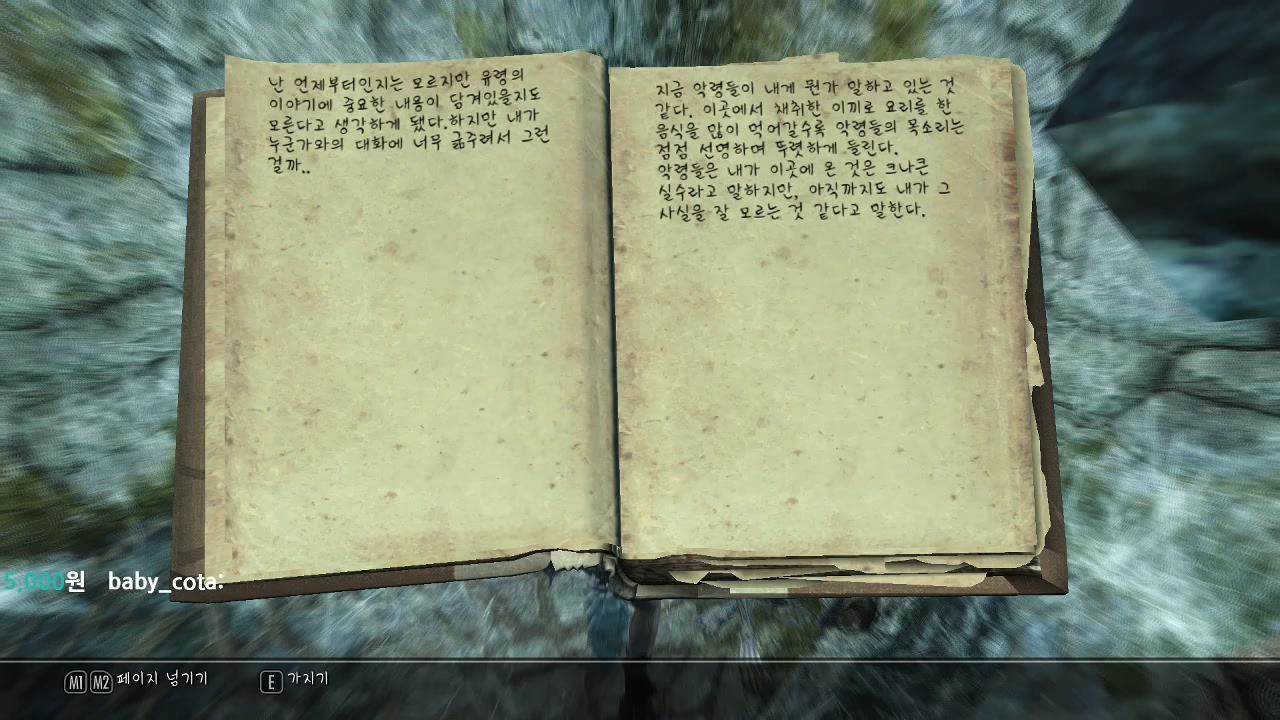 난 언제부터인지는 모르지만 유령의
이야기에 중요한 내용이 담겨있을지도
모른다고 생각하게 됐다.하지만 내가
누군가와의 대화에 너무 굶주려서 그런
걸까..
지금 악령들이 내게 뭔가 말하고 있는 것
같다. 이곳에서 채취한 이끼로 요리를 한
음식을 많이 먹어갈수록 악령들의 목소리는
점점 선명하며 뚜렷하게 들린다.
악령들은 내가 이곳에 온 것은 크나큰
실수라고 말하지만, 아직까지도 내가 그
사실을 잘 모르는 것 같다고 말한다.
5,000원 baby_cota:
M1 M2 페이지 넘기기 E 가지기